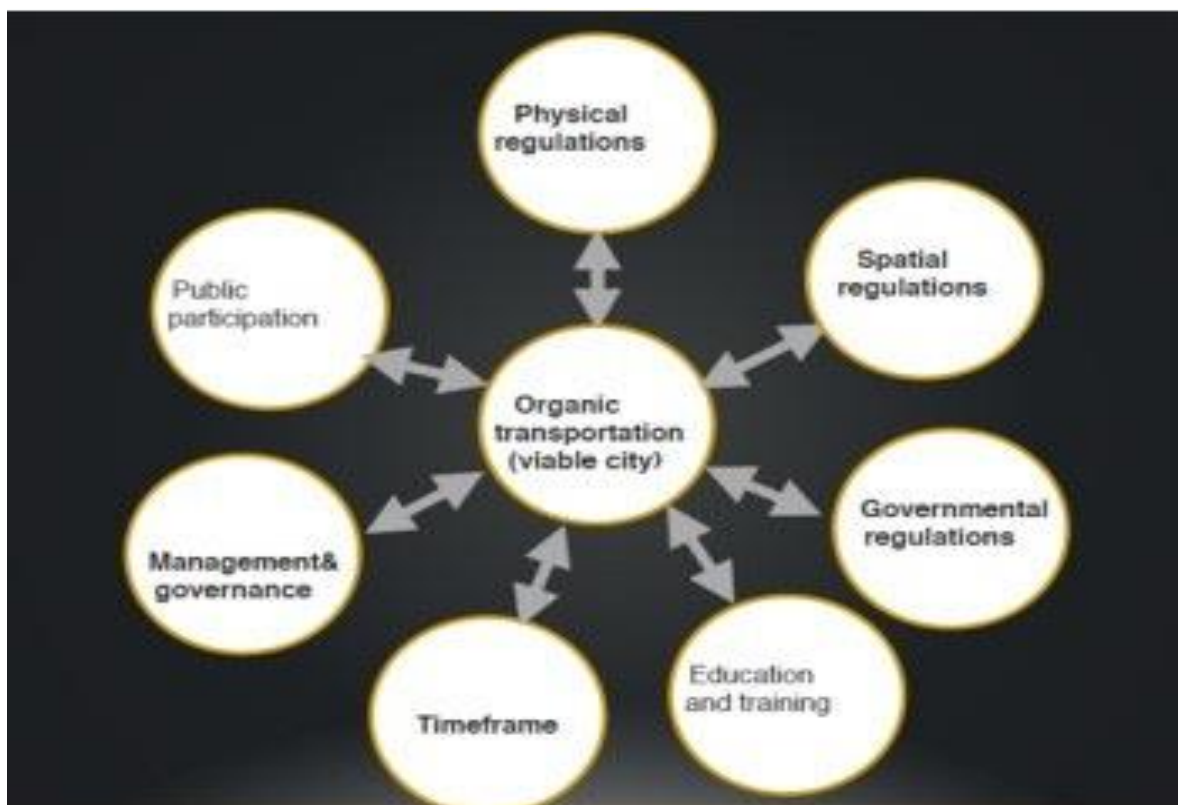 Physical
regulations
Spatial
regulations
Public
participation
Organic
transportation
(viable city)
Governmental
regulations
Management&
governance
Education
and training
Timeframe